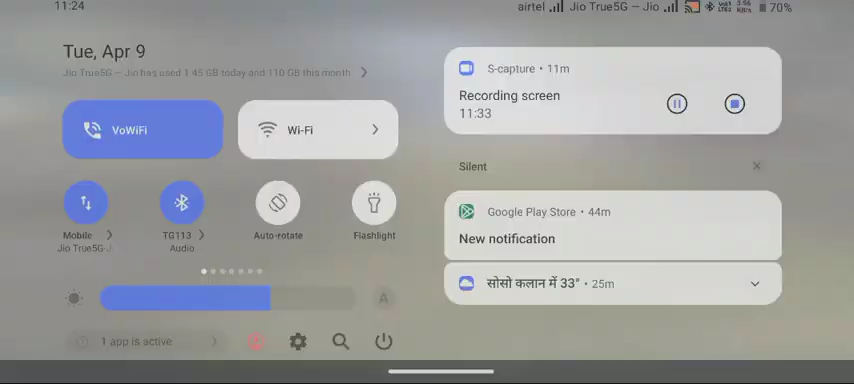 11:24
airtel Jio True5G — Jio 70%
Tue, Apr 9
Jio True5G — Jio has used 1.45 GB today and 110 GB this month
VoWiFi
Wi-Fi
Mobile
Jio True5G-J
TG113
Audio
Auto-rotate
Flashlight
A
1 app is active
S-capture • 11m
Recording screen
11:33
Silent
Google Play Store • 44m
New notification
सोसो कलान में 33° • 25m